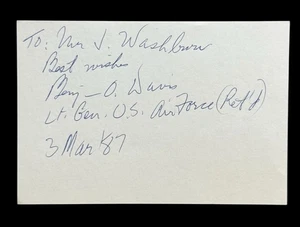 To: Mr J. Washburn
Best wishes
Benj - O. Davis
Lt. Gen. U.S. Air Force (Ret'd)
3 Mar '87